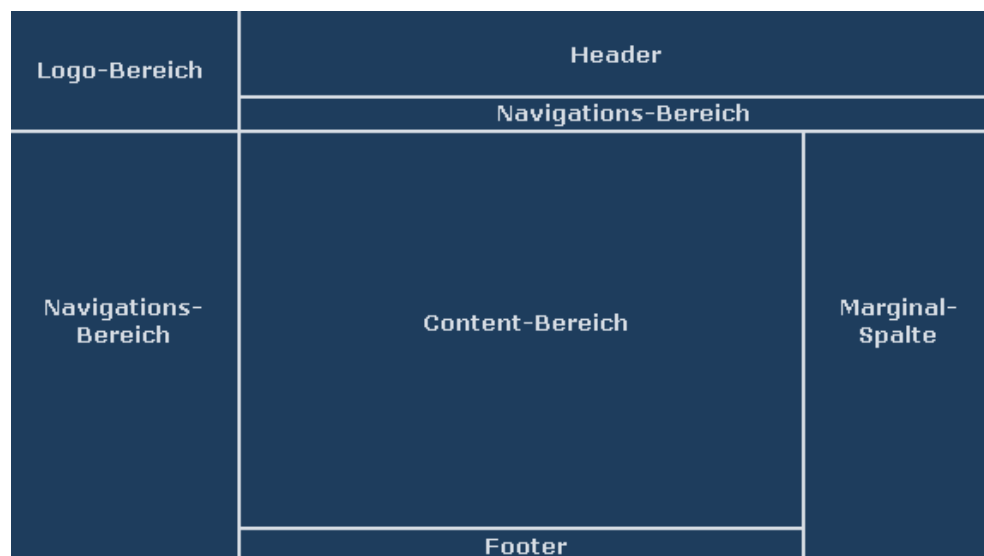 Logo-Bereich
Header
Navigations-Bereich
Navigations-
Bereich
Content-Bereich
Marginal-
Spalte
Footer